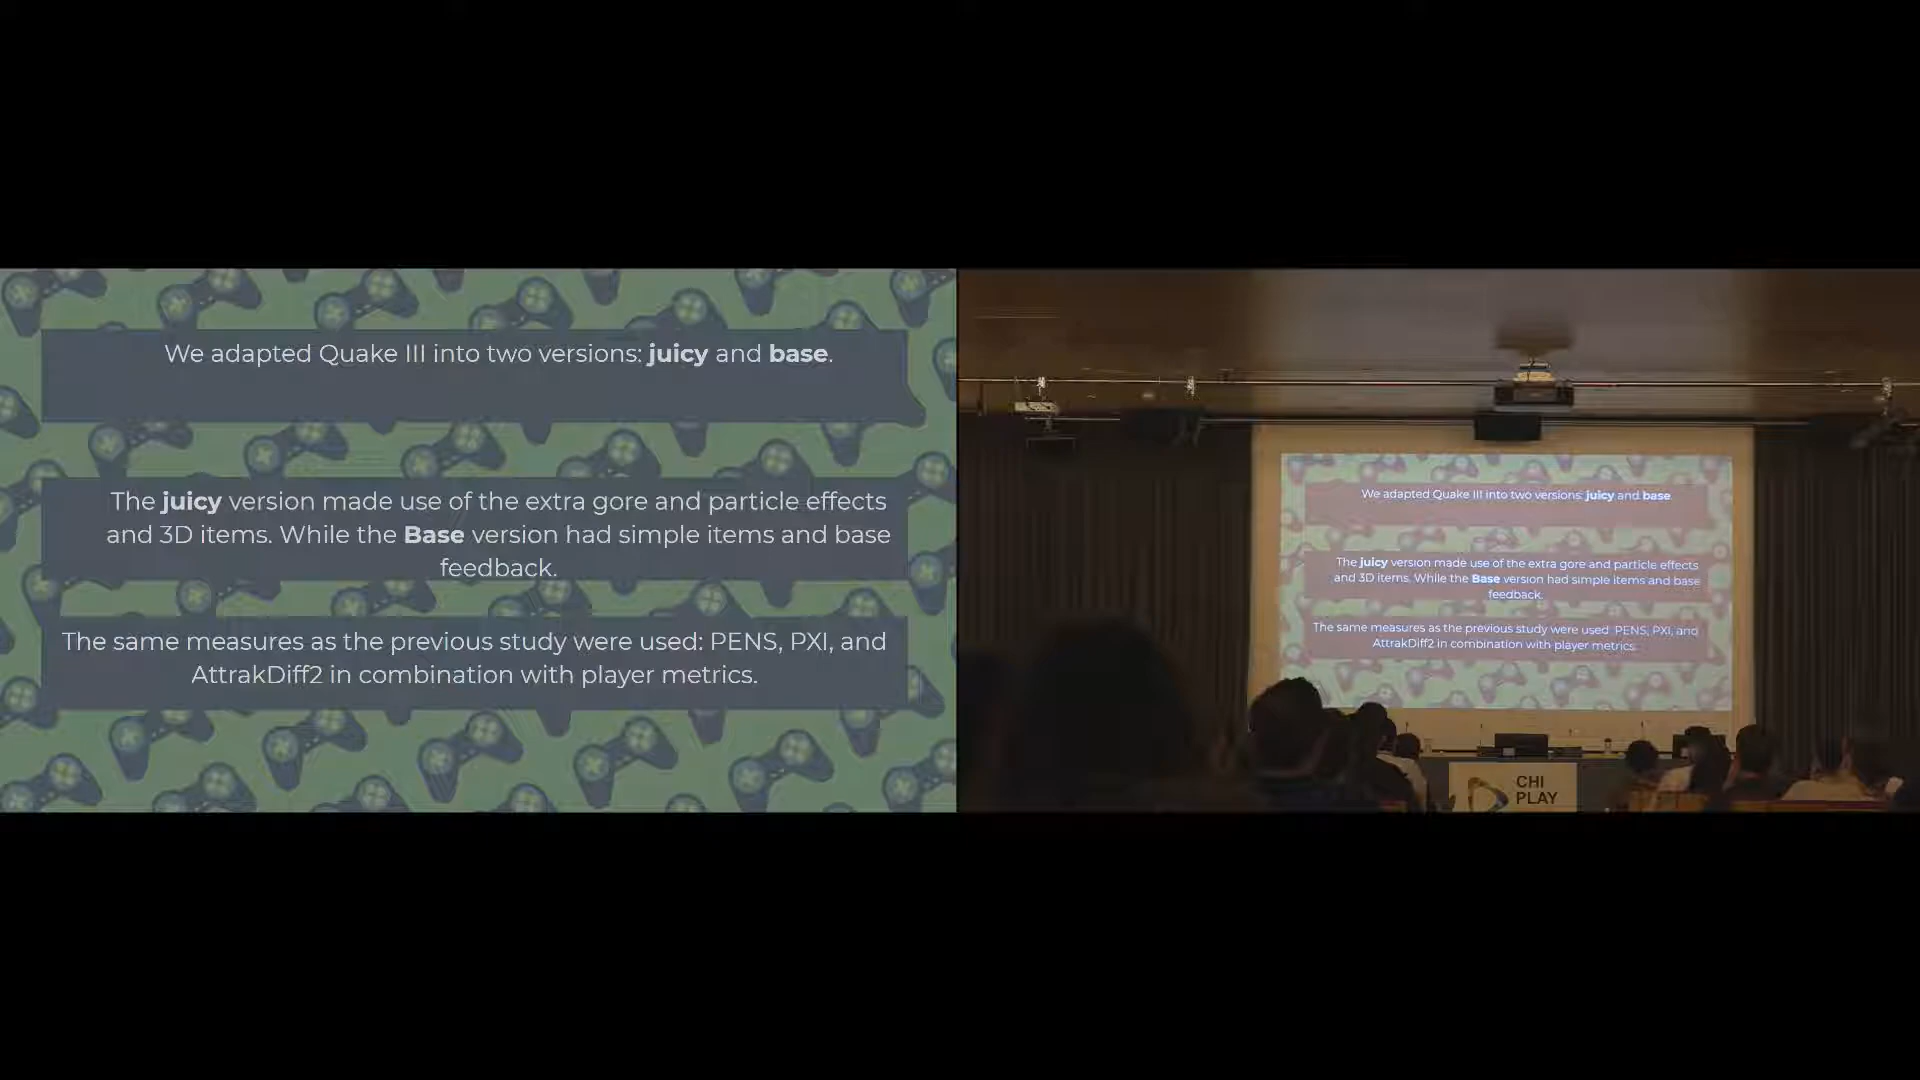 We adapted Quake III into two versions: juicy and base.
The juicy version made use of the extra gore and particle effects
and 3D items. While the Base version had simple items and base
feedback.
The same measures as the previous study were used: PENS, PXI, and
AttrakDiff2 in combination with player metrics.
We adapted Quake III into two versions: juicy and base.
The juicy version made use of the extra gore and particle effects
and 3D items. While the Base version had simple items and base
feedback.
The same measures as the previous study were used: PENS, PXI, and
AttrakDiff2 in combination with player metrics.
CHI
PLAY